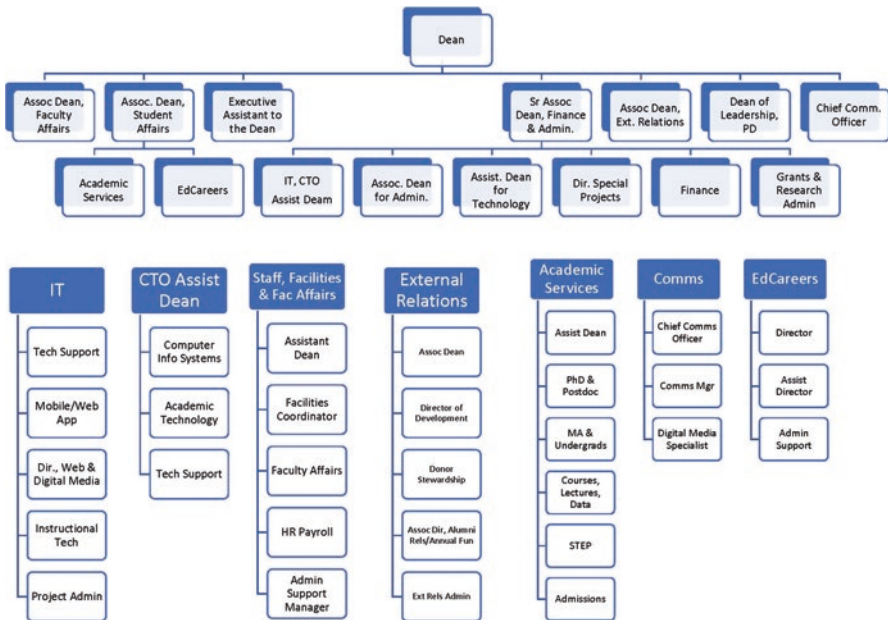 Dean
Assoc Dean,
Faculty
Affairs
Assoc. Dean,
Student
Affairs
Executive
Assistant to
the Dean
Sr Assoc
Dean, Finance
& Admin.
Assoc Dean,
Ext. Relations
Dean of
Leadership,
PD
Chief Comm.
Officer
Academic
Services
EdCareers
IT, CTO
Assist Deam
Assoc. Dean
for Admin.
Assist. Dean
for
Technology
Dir. Special
Projects
Finance
Grants &
Research
Admin
IT
Tech Support
Mobile/Web
App
Dir., Web &
Digital Media
Instructional
Tech
Project Admin
CTO Assist
Dean
Computer
Info Systems
Academic
Technology
Tech Support
Staff, Facilities
& Fac Affairs
Assistant
Dean
Facilities
Coordinator
Faculty Affairs
HR Payroll
Admin
Support
Manager
External
Relations
Assoc Dean
Director of
Development
Donor
Stewardship
Assoc Dir, Alumni
Rels/Annual Fun
Ext Rels Admin
Academic
Services
Assist Dean
PhD &
Postdoc
MA &
Undergrads
Courses,
Lectures,
Data
STEP
Admissions
Comms
Chief Comms
Officer
Comms Mgr
Digital Media
Specialist
EdCareers
Director
Assist
Director
Admin
Support